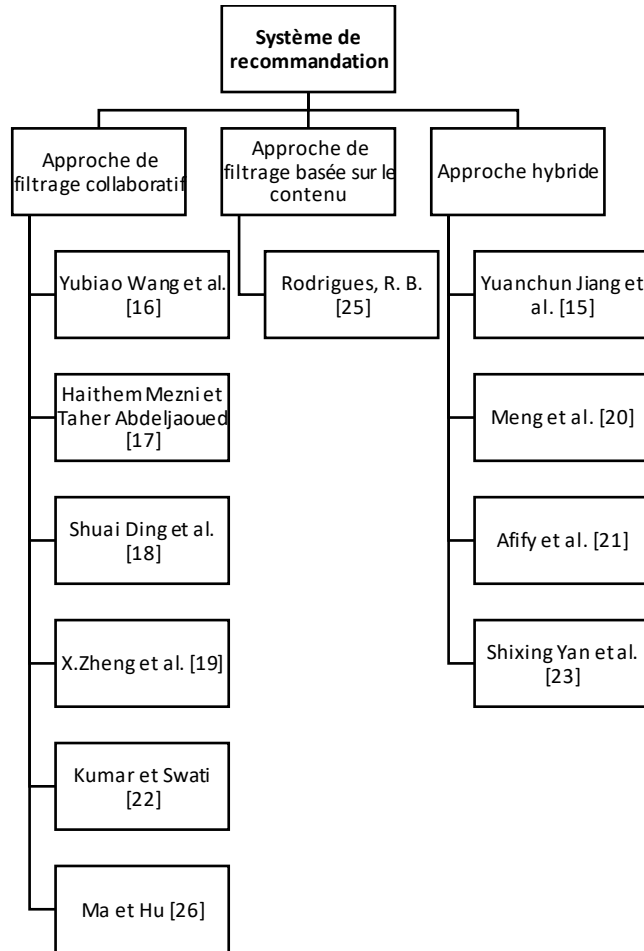 Système de
recommandation
Approche de
filtrage collaboratif
Yubiao Wang et al.
[16]
Haithem Mezni et
Taher Abdeljaoued
[17]
Shuai Ding et al.
[18]
X.Zheng et al. [19]
Kumar et Swati
[22]
Ma et Hu [26]
Approche de
filtrage basée sur le
contenu
Rodrigues, R. B.
[25]
Approche hybride
Yuanchun Jiang et
al. [15]
Meng et al. [20]
Afify et al. [21]
Shixing Yan et al.
[23]